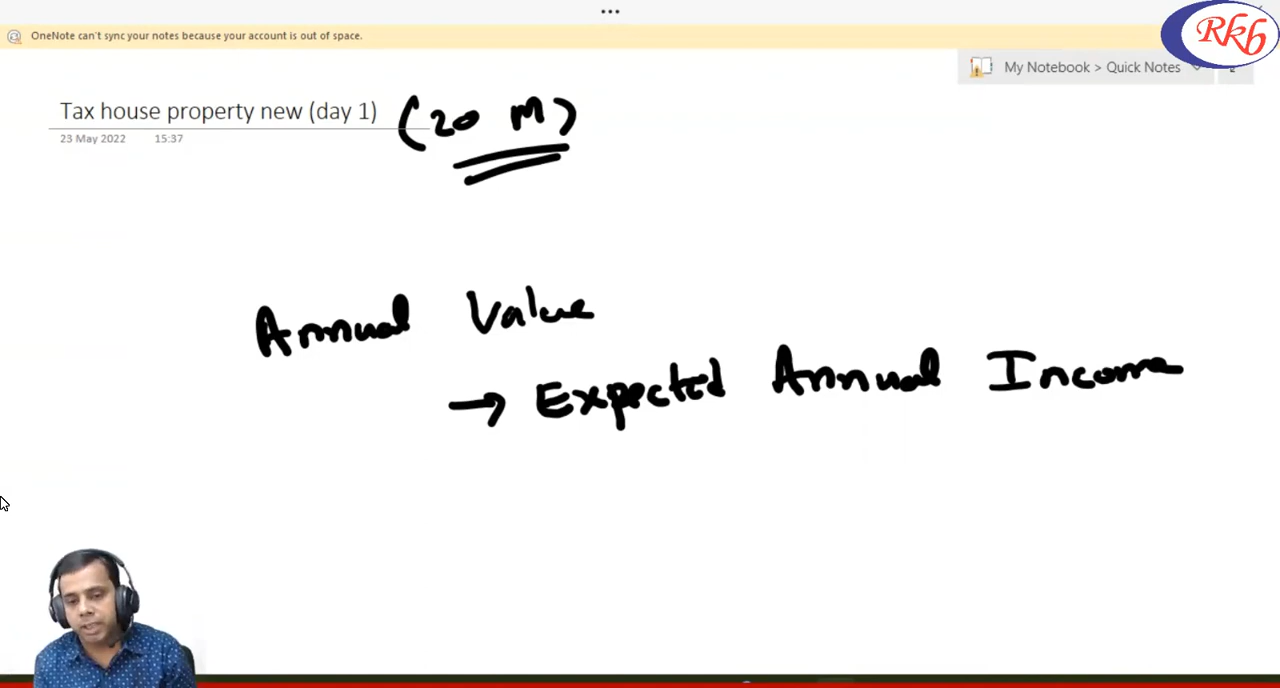 Rkb
OneNote can't sync your notes because your account is out of space.
My Notebook > Quick Notes
Tax house property new (day 1) (20 M)
23 May 2022 15:37
Annual Value
→ Expected Annual Income